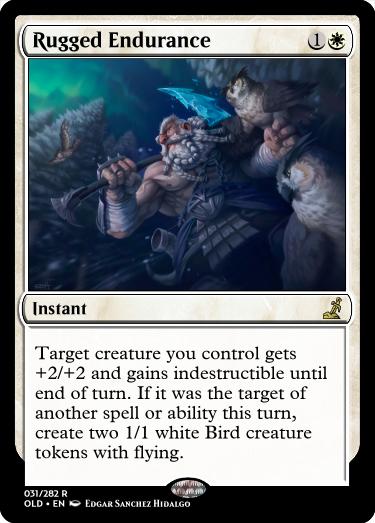 Rugged Endurance 1
Instant
Target creature you control gets
+2/+2 and gains indestructible until
end of turn. If it was the target of
another spell or ability this turn,
create two 1/1 white Bird creature
tokens with flying.
031/282 R
OLD • EN Edgar Sanchez Hidalgo